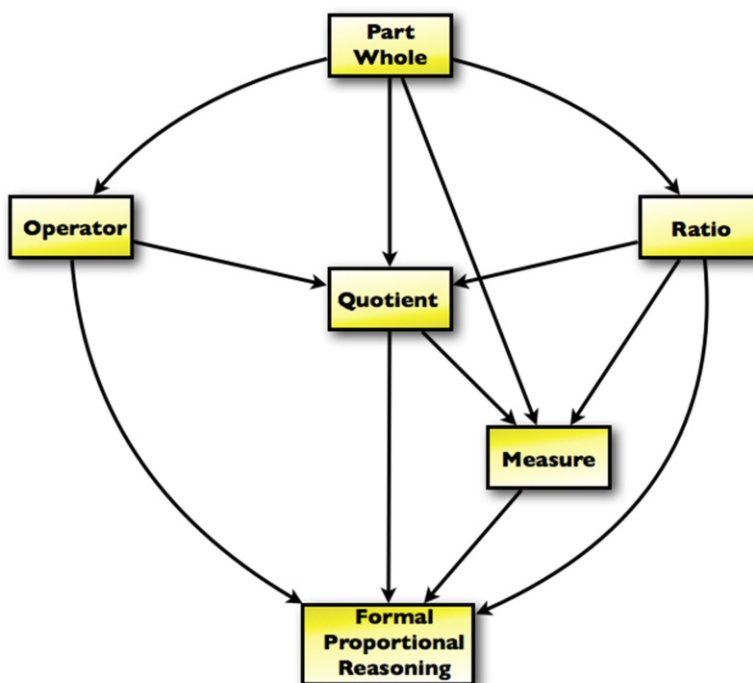 Part
Whole
Operator
Ratio
Quotient
Measure
Formal
Proportional
Reasoning